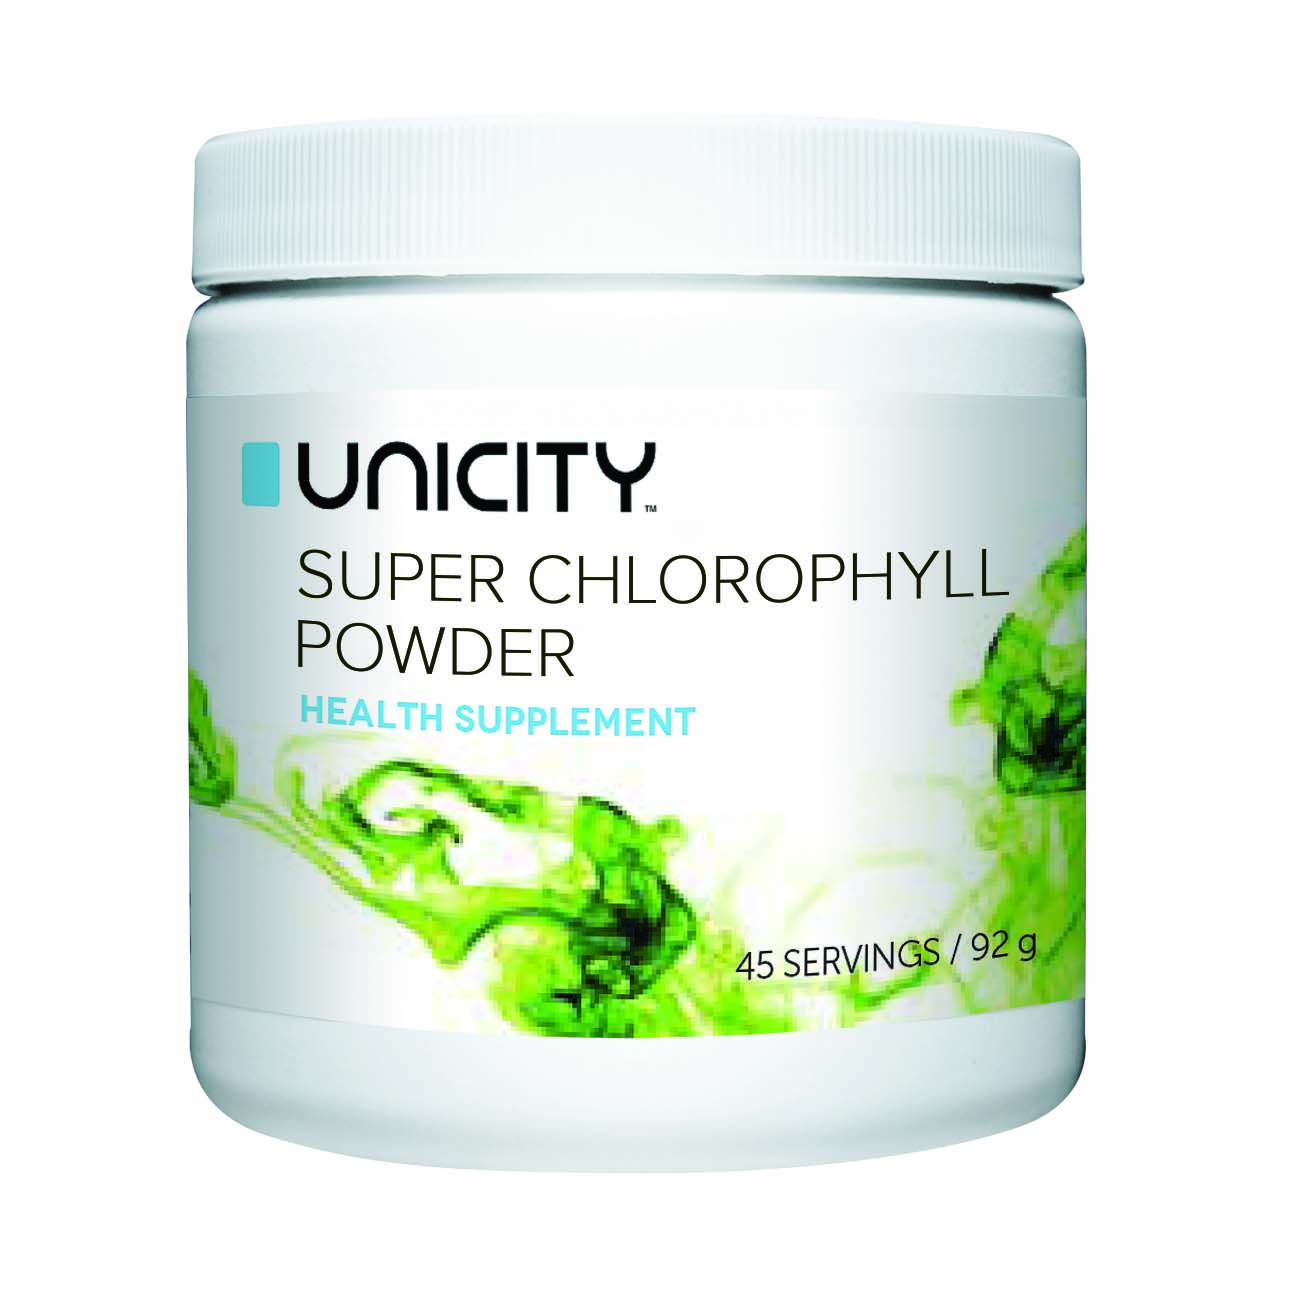 UNICITY™
SUPER CHLOROPHYLL
POWDER
HEALTH SUPPLEMENT
45 SERVINGS / 92 g